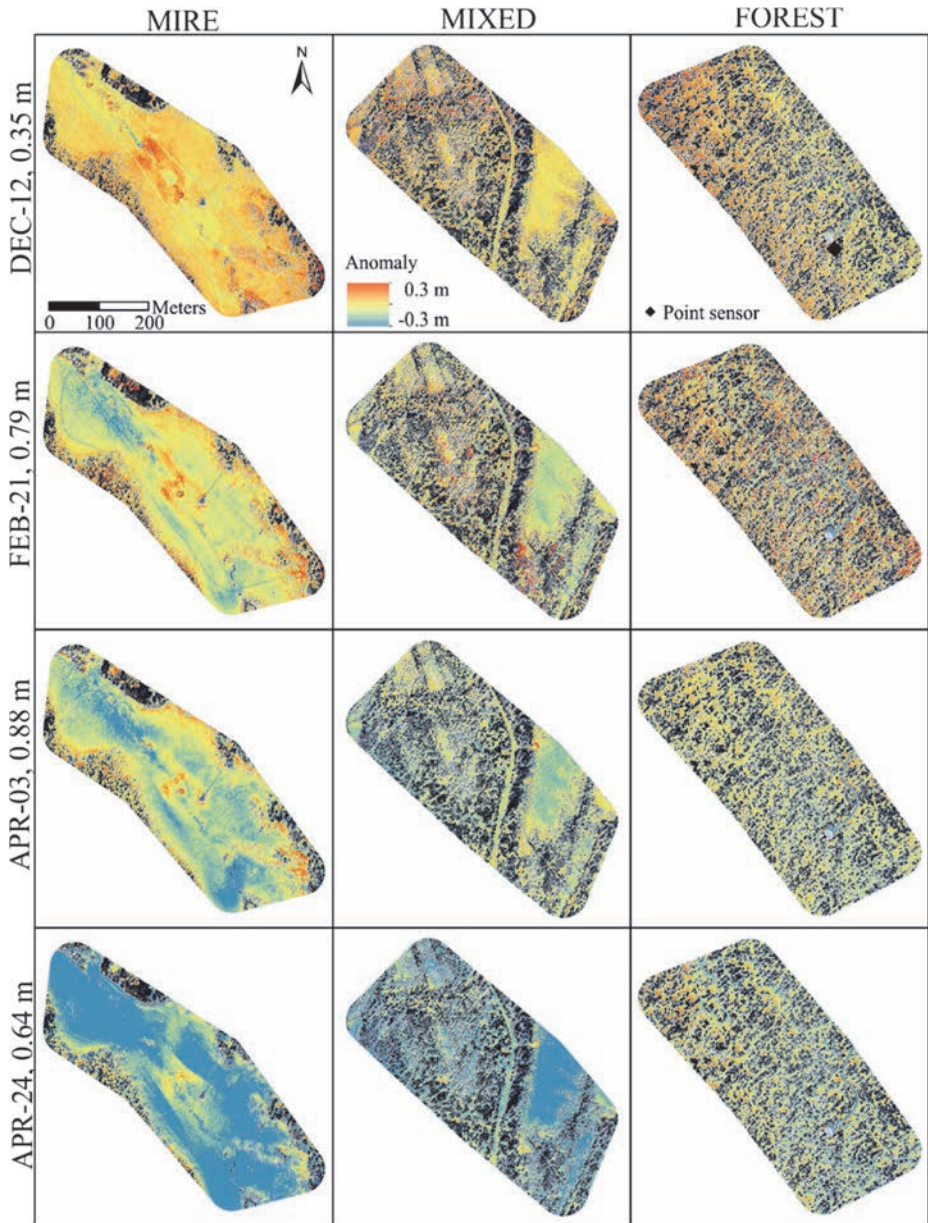 MIRE
MIXED
FOREST
DEC-12, 0.35 m
N
0 100 200 Meters
Anomaly
0.3 m
-0.3 m
Point sensor
FEB-21, 0.79 m
APR-03, 0.88 m
APR-24, 0.64 m